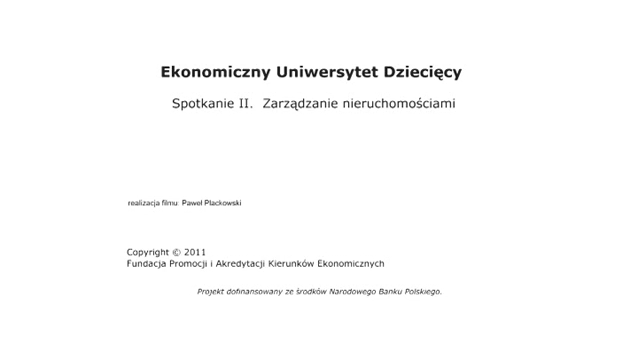 Ekonomiczny Uniwersytet Dziecięcy
Spotkanie II. Zarządzanie nieruchomościami
realizacja filmu: Paweł Plackowski
Copyright © 2011
Fundacja Promocji i Akredytacji Kierunków Ekonomicznych
Projekt dofinansowany ze środków Narodowego Banku Polskiego.